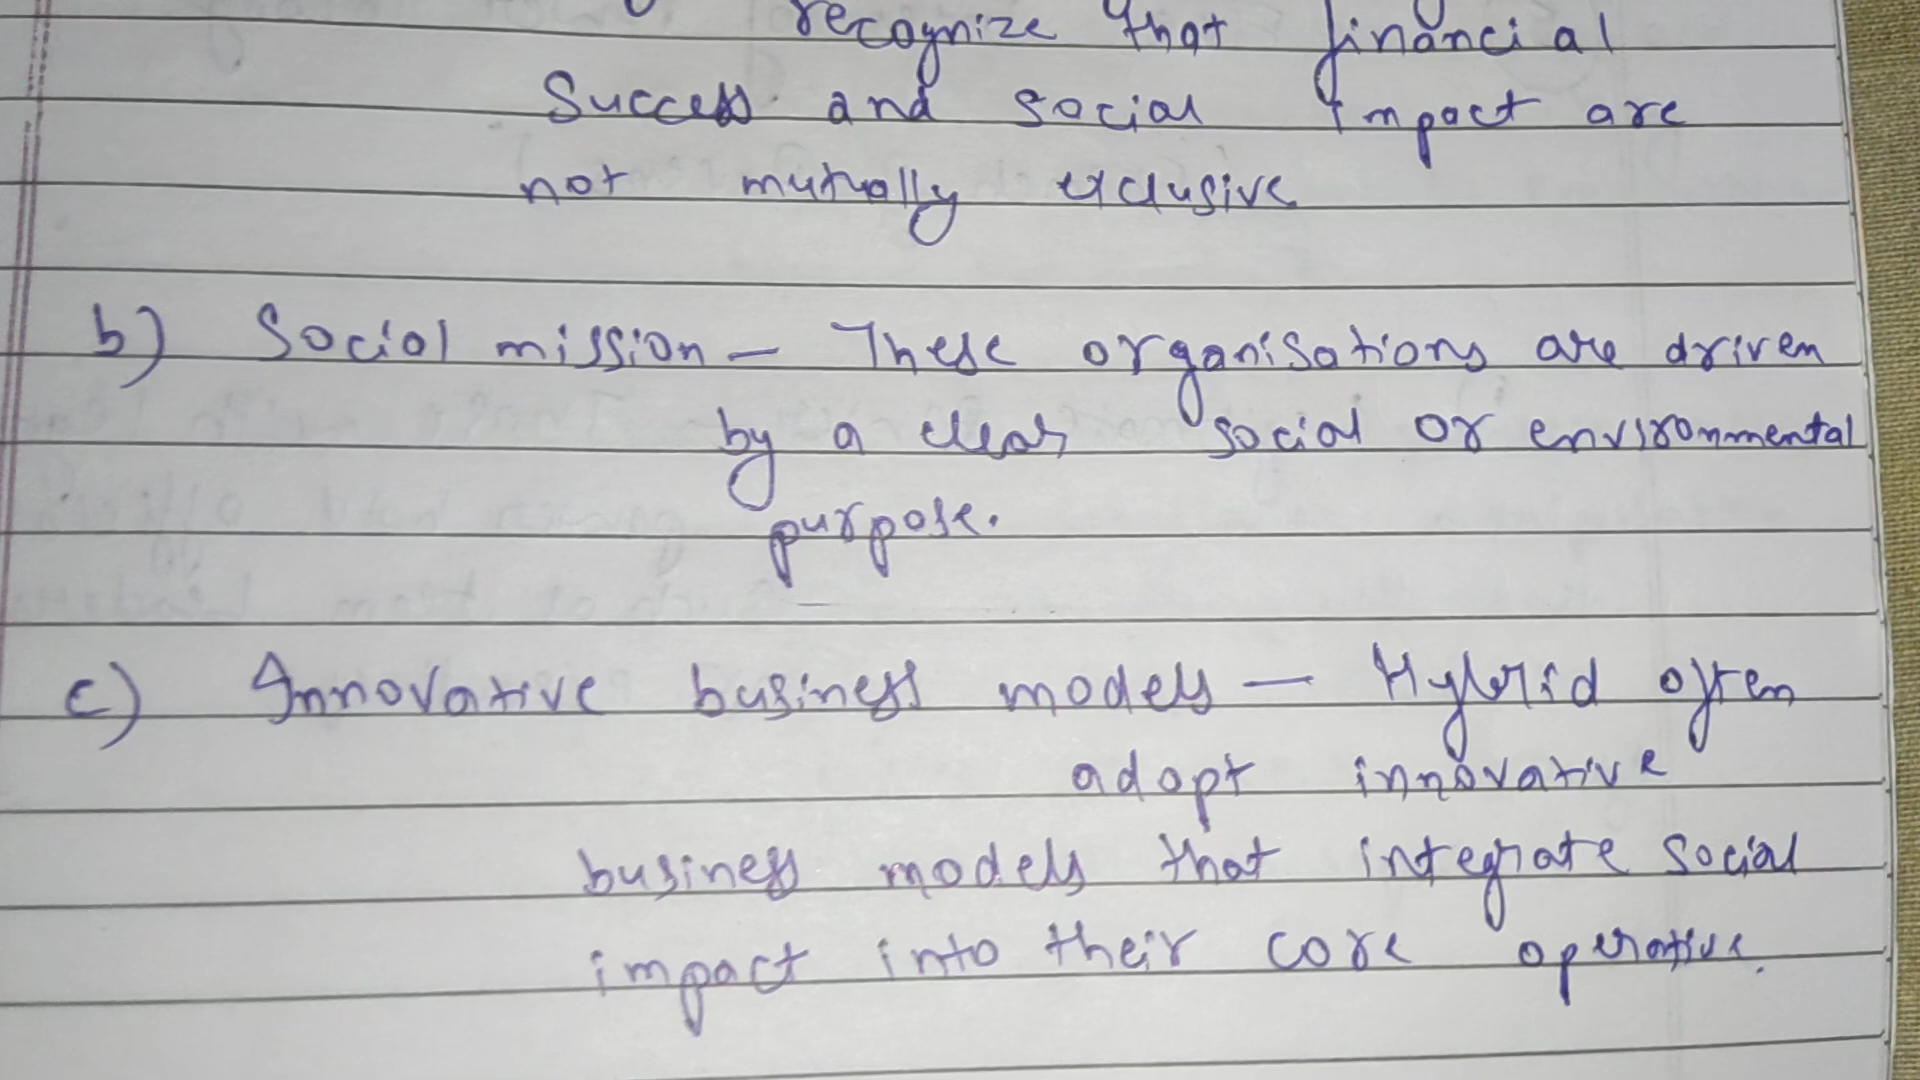 recognize that financial
Success and social Impact are
not mutually exclusive
b) Social mission - These organisations are driven
by a clear social or environmental
purpose.
c) Innovative business models - Hybrid often
adopt innovative
business models that integrate social
impact into their core operative.